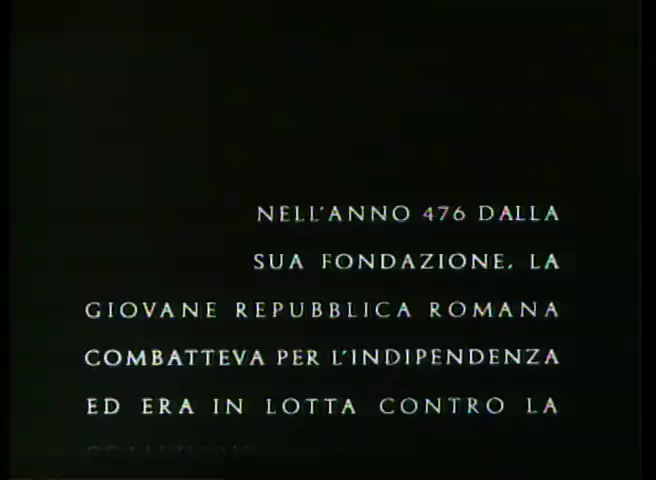 NELL'ANNO 476 DALLA
SUA FONDAZIONE, LA
GIOVANE REPUBBLICA ROMANA
COMBATTEVA PER L'INDIPENDENZA
ED ERA IN LOTTA CONTRO LA